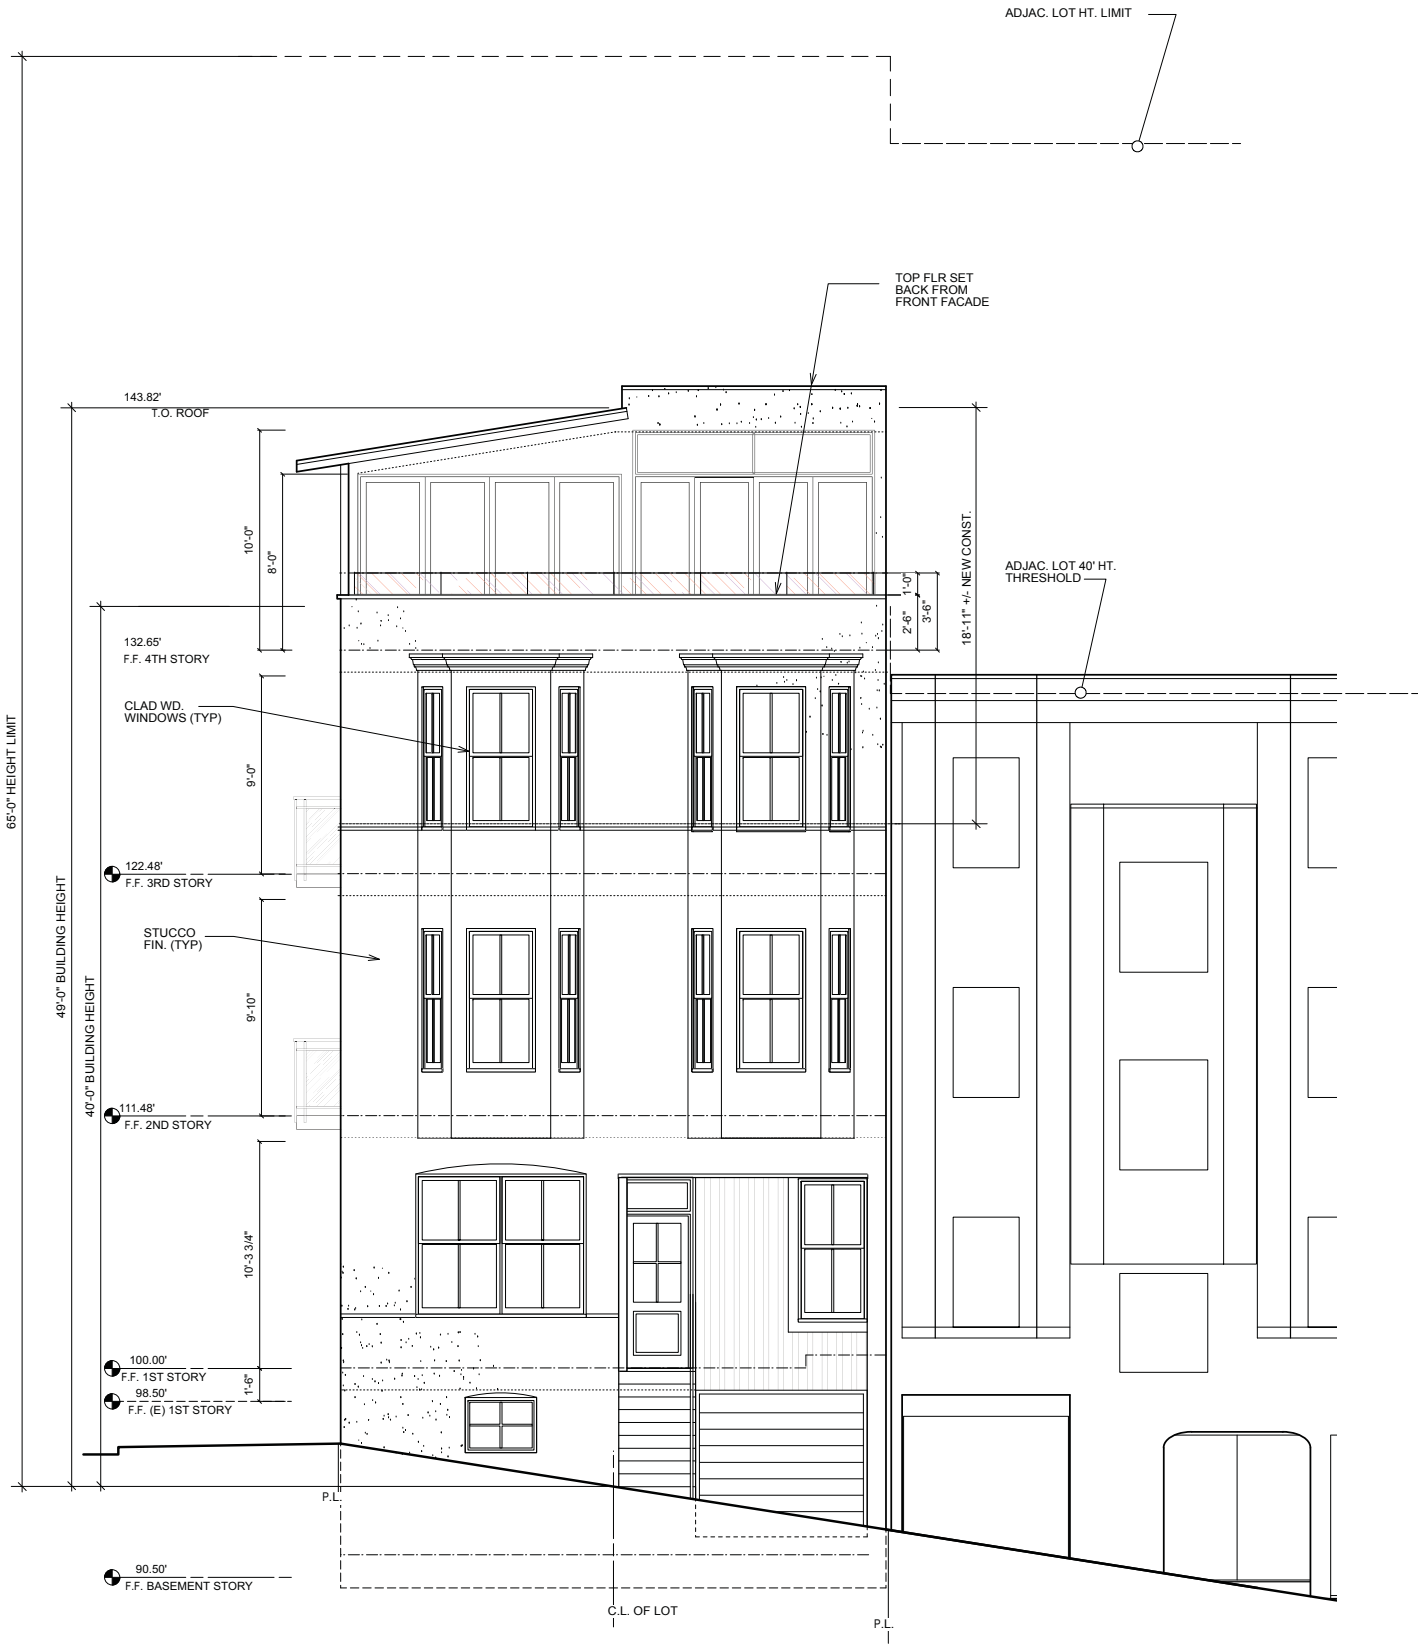 ADJAC. LOT HT. LIMIT
TOP FLR SET
BACK FROM
FRONT FACADE
143.82'
T.O. ROOF
10'-0"
8'-0"
1'-0"
2'-6"
3'-6"
18'-11" +/- NEW CONST.
ADJAC. LOT 40' HT.
THRESHOLD
132.65'
F.F. 4TH STORY
CLAD WD.
WINDOWS (TYP)
65'-0" HEIGHT LIMIT
9'-0"
122.48'
F.F. 3RD STORY
49'-0" BUILDING HEIGHT
STUCCO
FIN. (TYP)
40'-0" BUILDING HEIGHT
9'-10"
111.48'
F.F. 2ND STORY
10'-3 3/4"
100.00'
F.F. 1ST STORY
1'-6"
98.50'
F.F. (E) 1ST STORY
P.L.
90.50'
F.F. BASEMENT STORY
C.L. OF LOT
P.L.